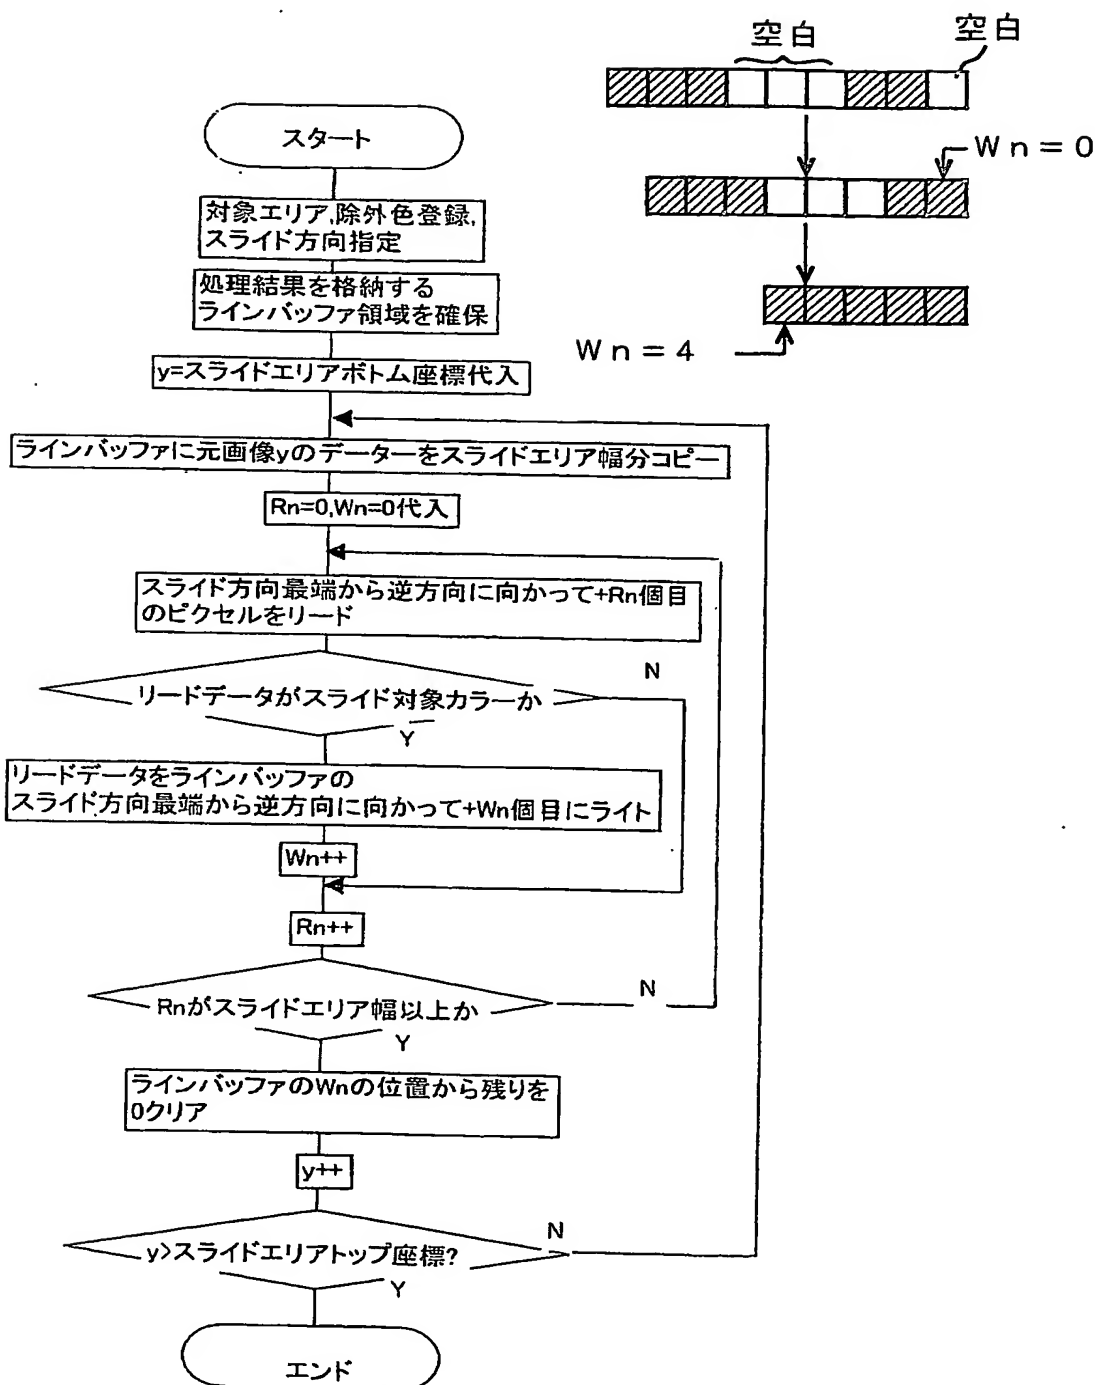 空白
空白
Wn=0
Wn=4
スタート
対象エリア,除外色登録,
スライド方向指定
処理結果を格納する
ラインバッファ領域を確保
y=スライドエリアボトム座標代入
ラインバッファに元画像yのデーターをスライドエリア幅分コピー
Rn=0,Wn=0代入
スライド方向最端から逆方向に向かって+Rn個目
のピクセルをリード
リードデータがスライド対象カラーか
N
Y
リードデータをラインバッファの
スライド方向最端から逆方向に向かって+Wn個目にライト
Wn++
Rn++
Rnがスライドエリア幅以上か
N
Y
ラインバッファのWnの位置から残りを
0クリア
y++
y>スライドエリアトップ座標?
N
Y
エンド